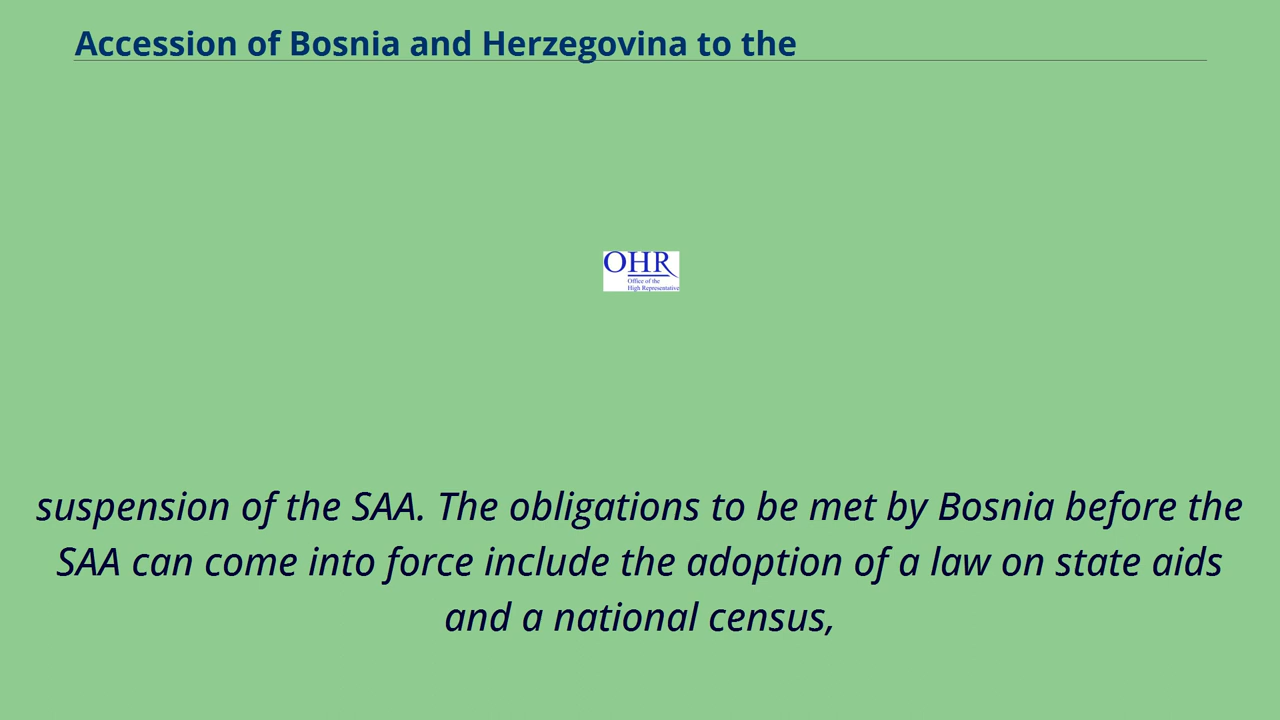 Accession of Bosnia and Herzegovina to the
OHR
Office of the
High Representative
suspension of the SAA. The obligations to be met by Bosnia before the
SAA can come into force include the adoption of a law on state aids
and a national census,